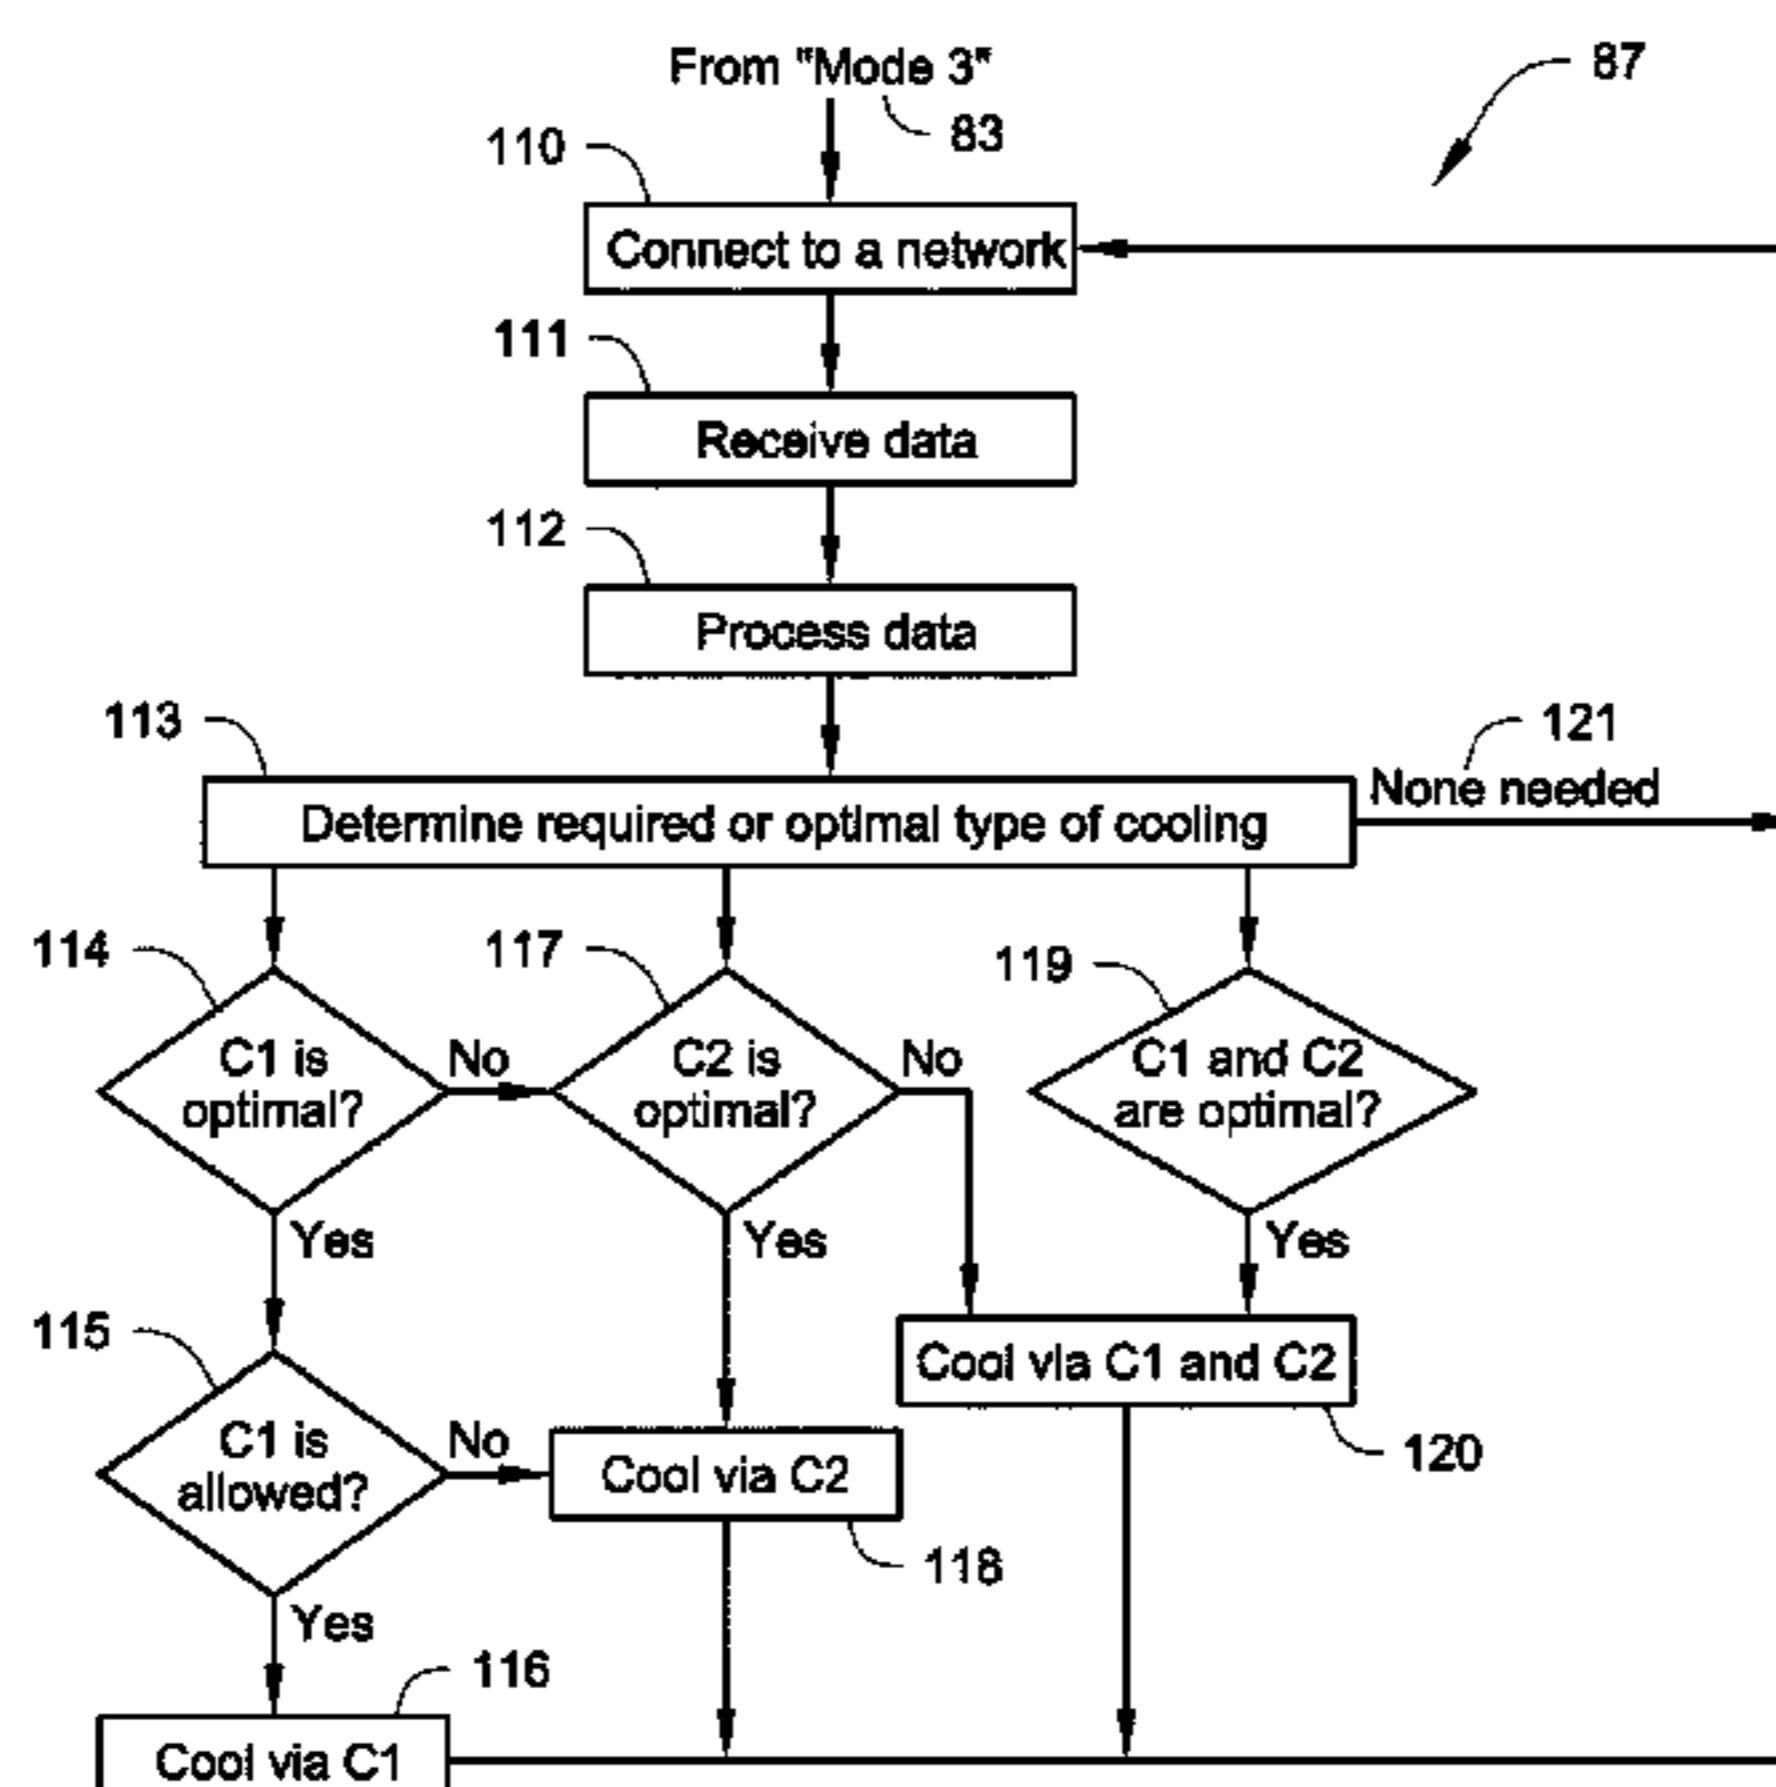 From "Mode 3"
87
83
110
Connect to a network
111
Receive data
112
Process data
113
121
None needed
Determine required or optimal type of cooling
114
117
119
C1 is
optimal?
No
C2 is
optimal?
No
C1 and C2
are optimal?
Yes
Yes
Yes
115
Cool via C1 and C2
120
C1 is
allowed?
No
Cool via C2
118
Yes
116
Cool via C1